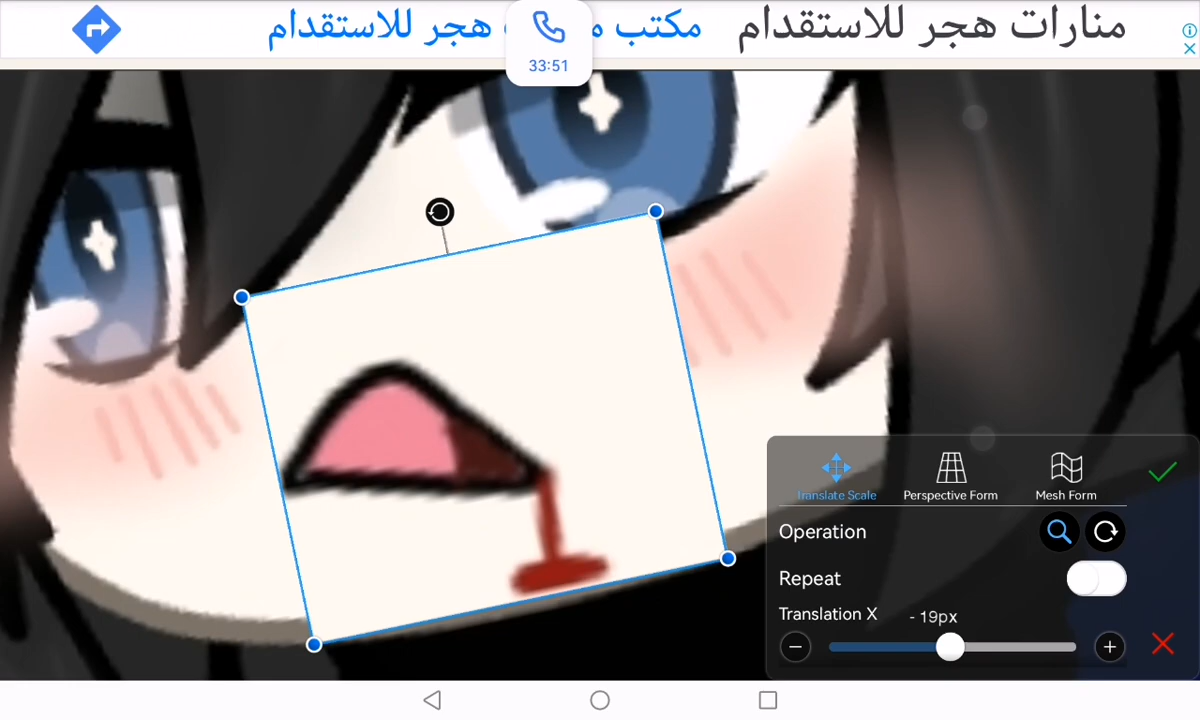 منارات هجر للاستقدام
مكتب م هجر للاستقدام
33:51
Translate Scale
Perspective Form
Mesh Form
Operation
Repeat
Translation X
- 19px